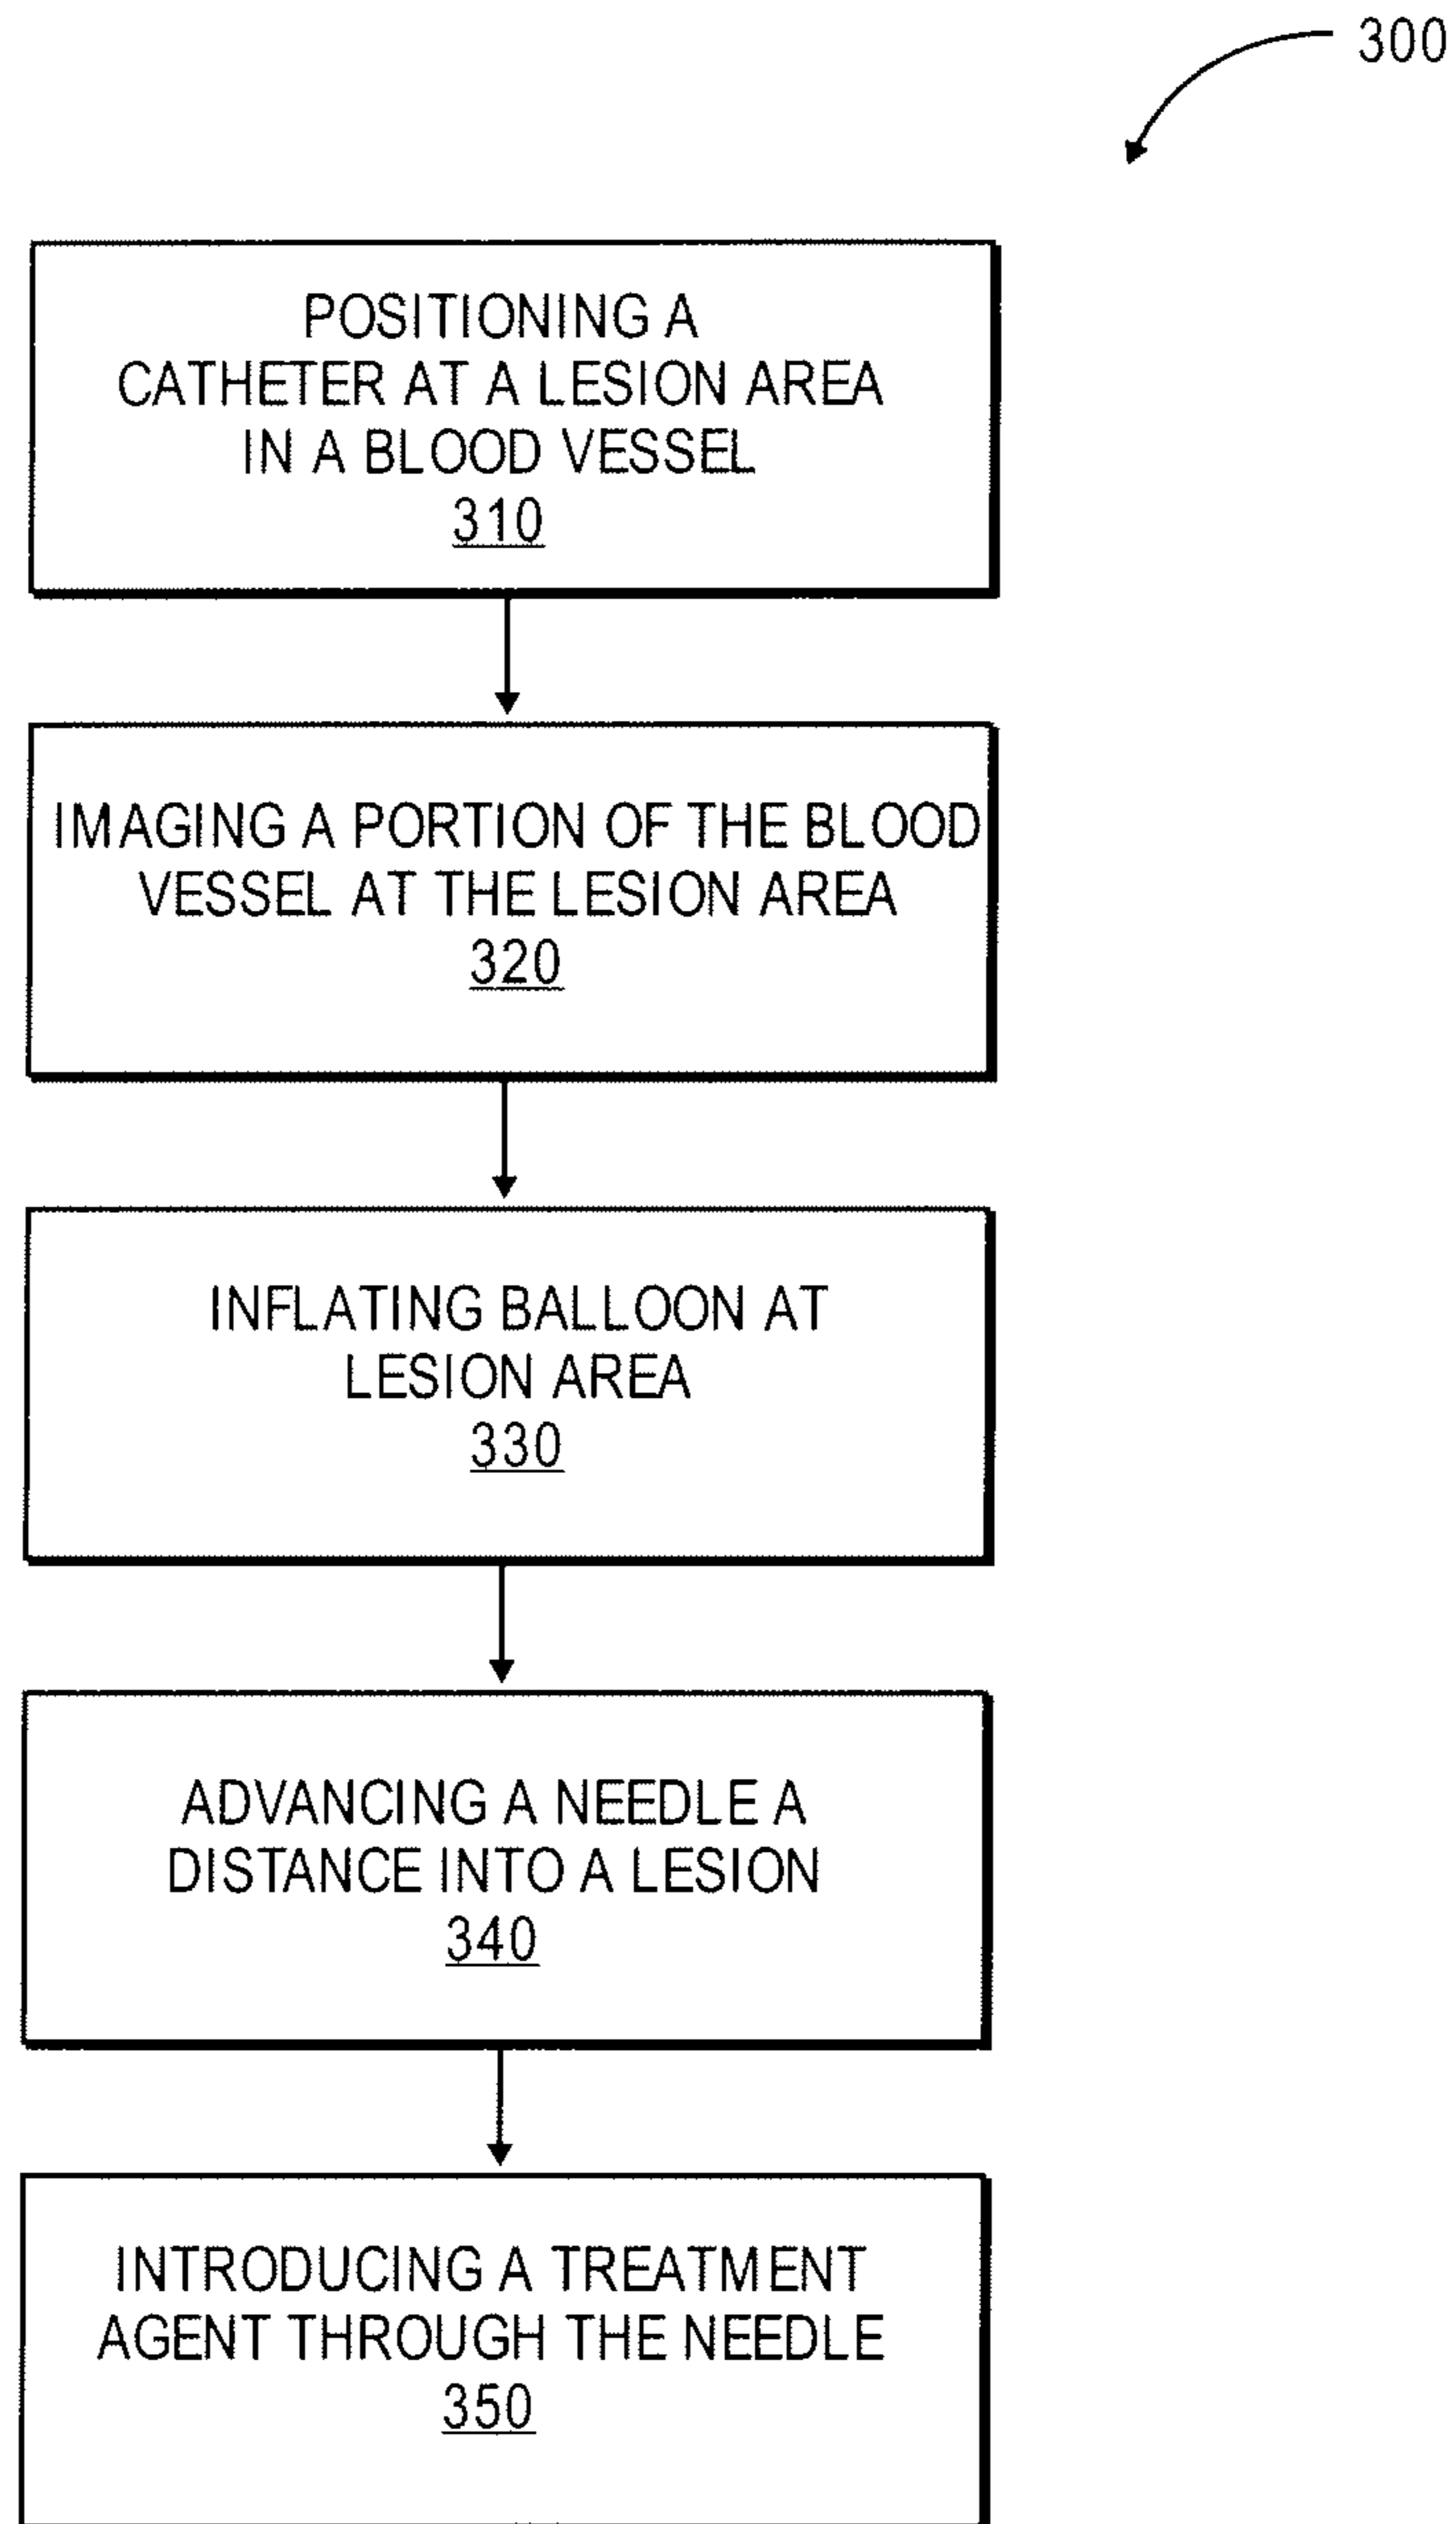 300
POSITIONING A
CATHETER AT A LESION AREA
IN A BLOOD VESSEL
310
IMAGING A PORTION OF THE BLOOD
VESSEL AT THE LESION AREA
320
INFLATING BALLOON AT
LESION AREA
330
ADVANCING A NEEDLE A
DISTANCE INTO A LESION
340
INTRODUCING A TREATMENT
AGENT THROUGH THE NEEDLE
350